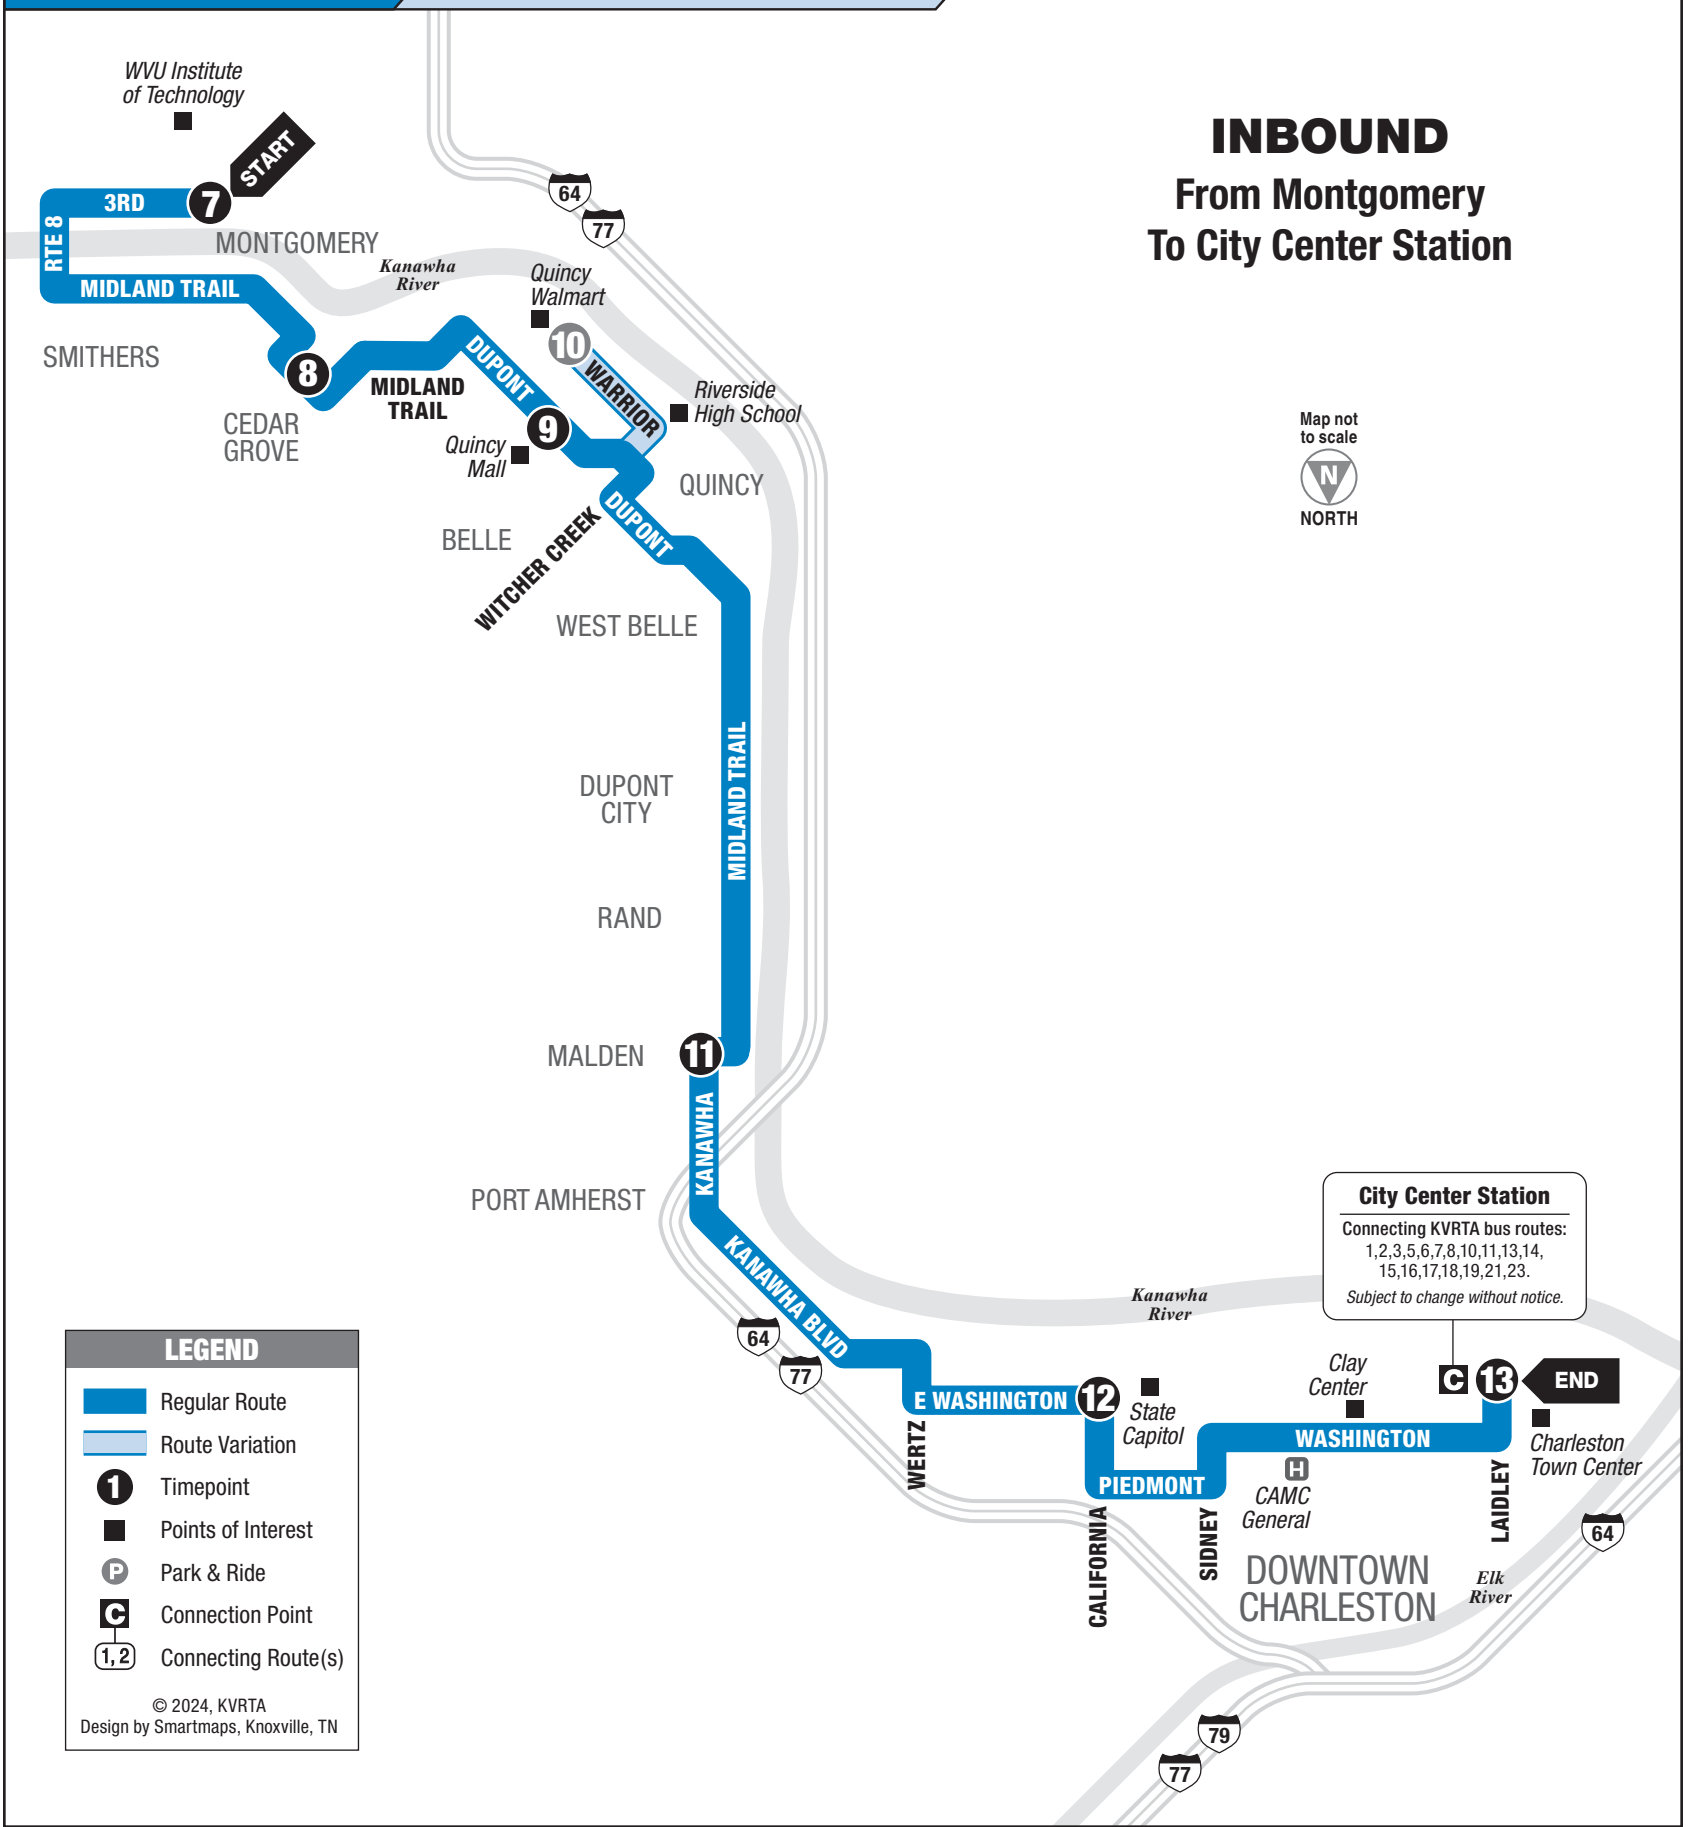 WVU Institute
of Technology
START
7
3RD
RTE 8
MONTGOMERY
MIDLAND TRAIL
Kanawha
River
64
77
INBOUND
From Montgomery
To City Center Station
Quincy
Walmart
10
SMITHERS
8
DUPONT
WARRIOR
MIDLAND
TRAIL
Riverside
High School
CEDAR
GROVE
9
Quincy
Mall
QUINCY
Map not
to scale
N
NORTH
BELLE
DUPONT
WITCHER CREEK
WEST BELLE
DUPONT
CITY
MIDLAND TRAIL
RAND
MALDEN
11
KANAWHA
PORT AMHERST
KANAWHA BLVD
64
77
Kanawha
River
City Center Station
Connecting KVRTA bus routes:
1,2,3,5,6,7,8,10,11,13,14,
15,16,17,18,19,21,23.
Subject to change without notice.
E WASHINGTON
WERTZ
12
State
Capitol
Clay
Center
C
13
END
Charleston
Town Center
WASHINGTON
PIEDMONT
H
CAMC
General
CALIFORNIA
SIDNEY
LAIDLEY
64
DOWNTOWN
CHARLESTON
Elk
River
79
77
LEGEND
Regular Route
Route Variation
1 Timepoint
Points of Interest
P Park & Ride
C Connection Point
1, 2 Connecting Route(s)
© 2024, KVRTA
Design by Smartmaps, Knoxville, TN